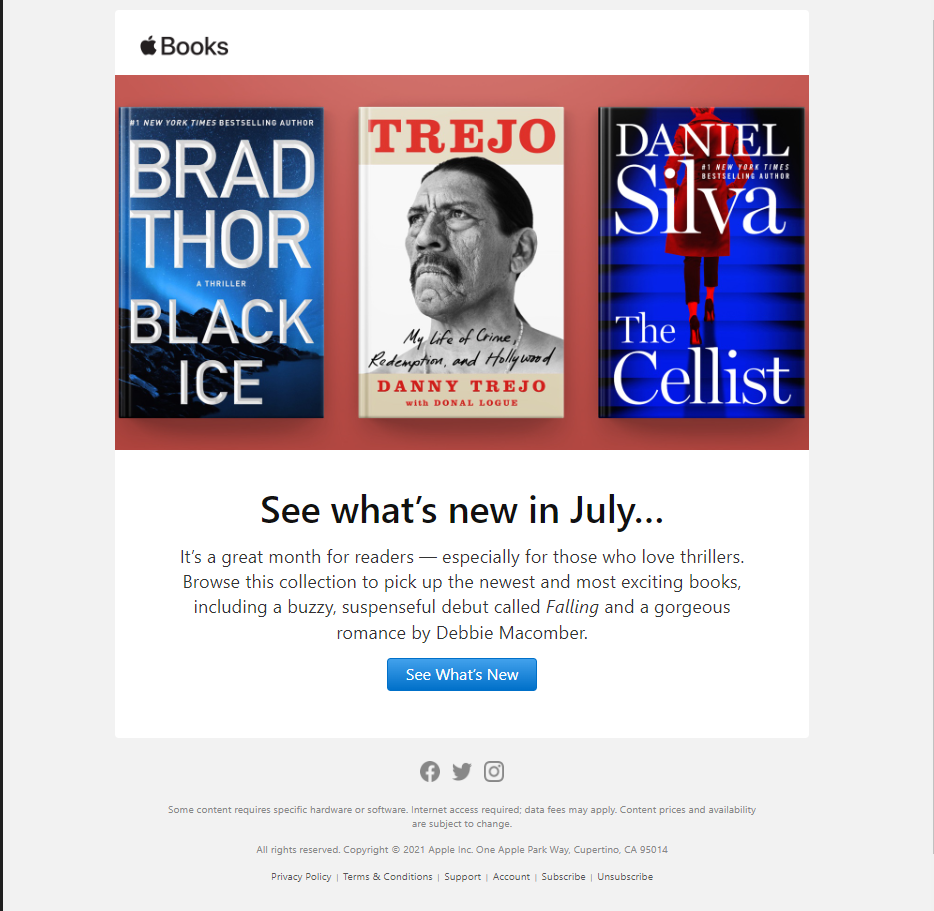 Books
#1 NEW YORK TIMES BESTSELLING AUTHOR
BRAD
THOR
A THRILLER
BLACK
ICE
TREJO
My Life of Crime,
Redemption, and Hollywood
DANNY TREJO
with DONAL LOGUE
DANIEL
#1 NEW YORK TIMES
BESTSELLING AUTHOR
Silva
The
Cellist
See what’s new in July…
It’s a great month for readers — especially for those who love thrillers.
Browse this collection to pick up the newest and most exciting books,
including a buzzy, suspenseful debut called Falling and a gorgeous
romance by Debbie Macomber.
See What’s New
Some content requires specific hardware or software. Internet access required; data fees may apply. Content prices and availability
are subject to change.
All rights reserved. Copyright © 2021 Apple Inc. One Apple Park Way, Cupertino, CA 95014
Privacy Policy | Terms & Conditions | Support | Account | Subscribe | Unsubscribe